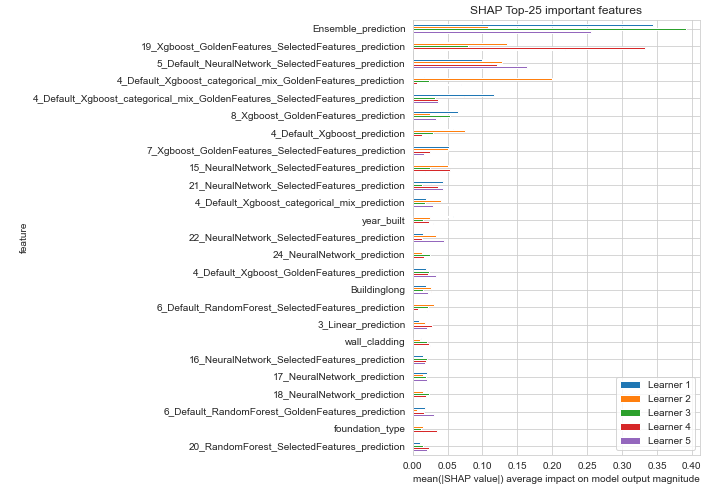 SHAP Top-25 important features
Ensemble_prediction
19_Xgboost_GoldenFeatures_SelectedFeatures_prediction
5_Default_NeuralNetwork_SelectedFeatures_prediction
4_Default_Xgboost_categorical_mix_GoldenFeatures_prediction
4_Default_Xgboost_categorical_mix_GoldenFeatures_SelectedFeatures_prediction
8_Xgboost_GoldenFeatures_prediction
4_Default_Xgboost_prediction
7_Xgboost_GoldenFeatures_SelectedFeatures_prediction
15_NeuralNetwork_SelectedFeatures_prediction
21_NeuralNetwork_SelectedFeatures_prediction
4_Default_Xgboost_categorical_mix_prediction
year_built
22_NeuralNetwork_SelectedFeatures_prediction
24_NeuralNetwork_prediction
4_Default_Xgboost_GoldenFeatures_prediction
Buildinglong
6_Default_RandomForest_SelectedFeatures_prediction
3_Linear_prediction
wall_cladding
16_NeuralNetwork_SelectedFeatures_prediction
17_NeuralNetwork_prediction
18_NeuralNetwork_prediction
6_Default_RandomForest_GoldenFeatures_prediction
foundation_type
20_RandomForest_SelectedFeatures_prediction
feature
Learner 1
Learner 2
Learner 3
Learner 4
Learner 5
0.00 0.05 0.10 0.15 0.20 0.25 0.30 0.35 0.40
mean(|SHAP value|) average impact on model output magnitude